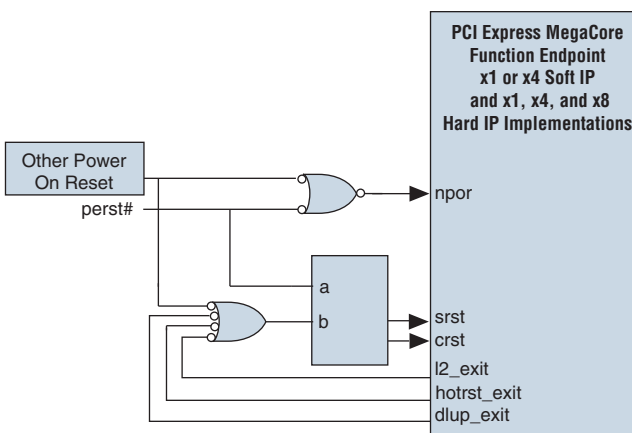 PCI Express MegaCore
Function Endpoint
x1 or x4 Soft IP
and x1, x4, and x8
Hard IP Implementations
Other Power
On Reset
perst#
npor
a
b
srst
crst
l2_exit
hotrst_exit
dlup_exit